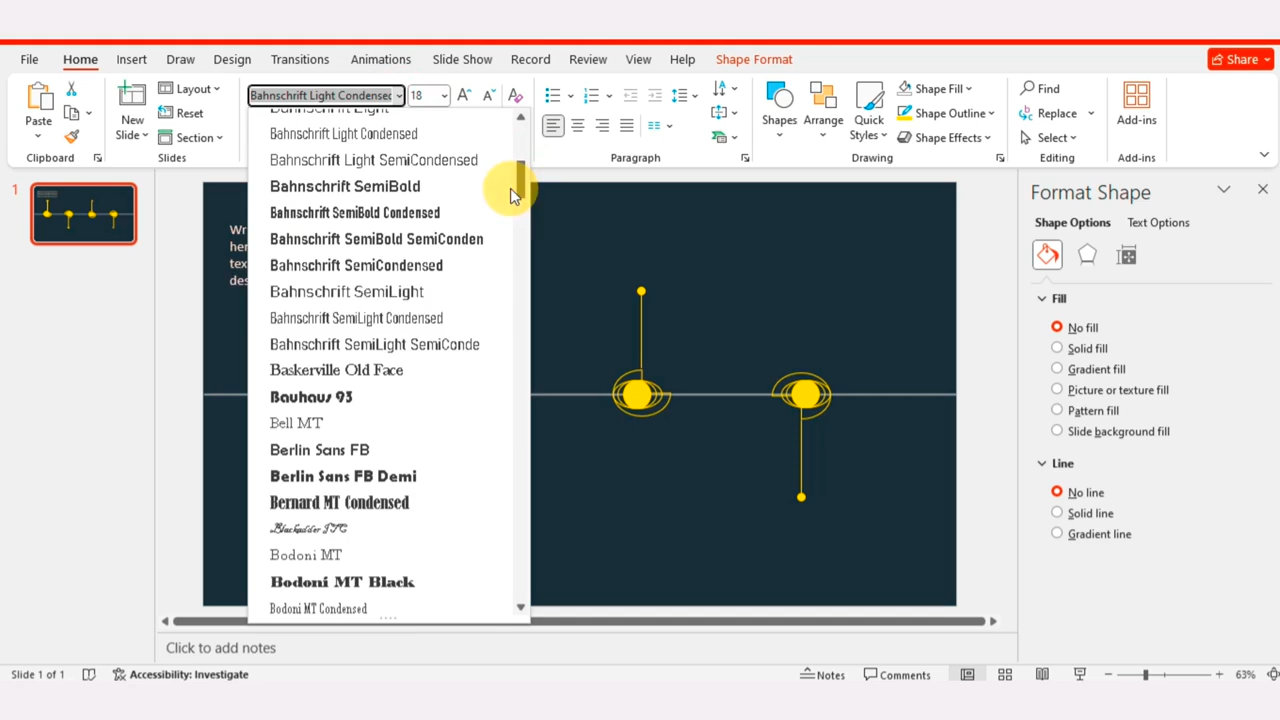 File Home Insert Draw Design Transitions Animations Slide Show Record Review View Help Shape Format Share
Paste
Clipboard
New
Slide
Layout
Reset
Section
Slides
Bahnschrift Light Condensed 18
Paragraph
Shapes
Arrange
Quick
Styles
Shape Fill
Shape Outline
Shape Effects
Drawing
Find
Replace
Select
Editing
Add-ins
Add-ins
Bahnschrift Light
Bahnschrift Light Condensed
Bahnschrift Light SemiCondensed
Bahnschrift SemiBold
Bahnschrift SemiBold Condensed
Bahnschrift SemiBold SemiConden
Bahnschrift SemiCondensed
Bahnschrift SemiLight
Bahnschrift SemiLight Condensed
Bahnschrift SemiLight SemiConde
Baskerville Old Face
Bauhaus 93
Bell MT
Berlin Sans FB
Berlin Sans FB Demi
Bernard MT Condensed
Blackadder ITC
Bodoni MT
Bodoni MT Black
Bodoni MT Condensed
1
Wr
her
tex
des
Format Shape
Shape Options Text Options
Fill
No fill
Solid fill
Gradient fill
Picture or texture fill
Pattern fill
Slide background fill
Line
No line
Solid line
Gradient line
Click to add notes
Slide 1 of 1 Accessibility: Investigate Notes Comments 63%